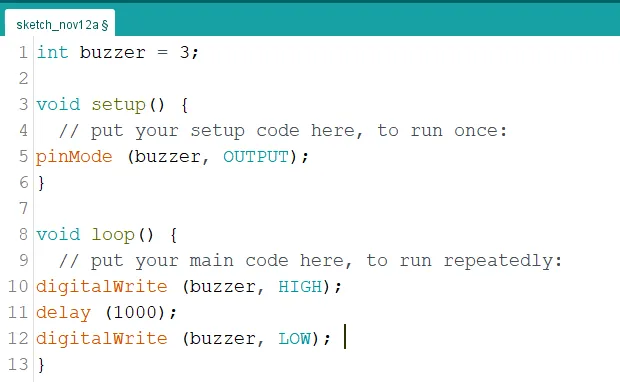 sketch_nov12a §
1 int buzzer = 3;
2
3 void setup() {
4   // put your setup code here, to run once:
5 pinMode (buzzer, OUTPUT);
6 }
7
8 void loop() {
9   // put your main code here, to run repeatedly:
10 digitalWrite (buzzer, HIGH);
11 delay (1000);
12 digitalWrite (buzzer, LOW);
13 }